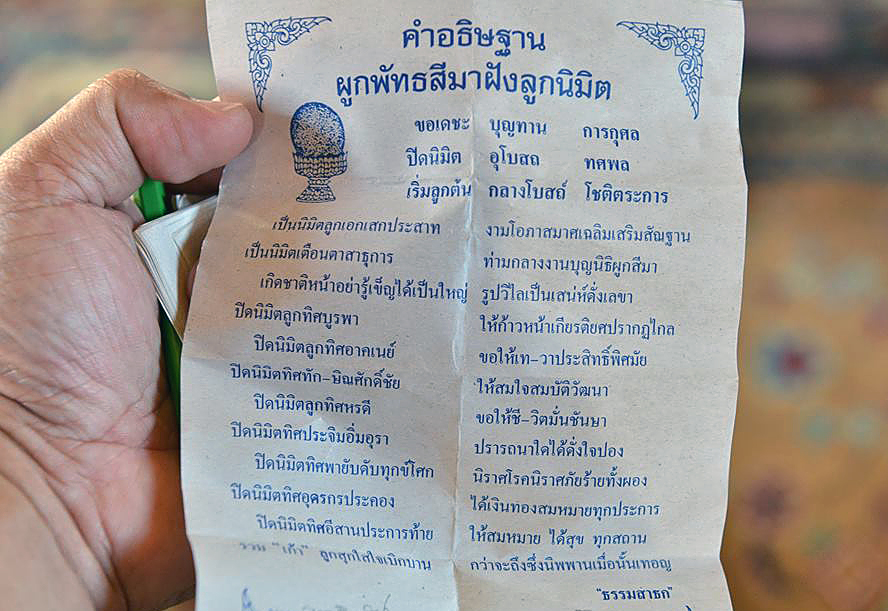 คำอธิษฐาน
ผูกพัทธสีมาฝังลูกนิมิต
ขอเดชะ บุญทาน การกุศล
ปิดนิมิต อุโบสถ ทศพล
เริ่มลูกต้น กลางโบสถ์ โชติตระการ
เป็นนิมิตลูกเอกเสกประสาท งามโอภาสมาศเฉลิมเสริมสัณฐาน
เป็นนิมิตเตือนตาสาธุการ ท่ามกลางงานบุญนิธิผูกสีมา
เกิดชาติหน้าอย่ารู้เข็ญได้เป็นใหญ่ รูปวิไลเป็นเสน่ห์ดั่งเลขา
ปิดนิมิตลูกทิศบูรพา ให้ก้าวหน้าเกียรติยศปรากฏไกล
ปิดนิมิตลูกทิศอาคเนย์ ขอให้เท-วาประสิทธิ์พิศมัย
ปิดนิมิตทิศทัก-ษิณศักดิ์ชัย ให้สมใจสมบัติวัฒนา
ปิดนิมิตลูกทิศหรดี ขอให้ชี-วิตมั่นชันษา
ปิดนิมิตทิศประจิมอิ่มอุรา ปรารถนาใดได้ดั่งใจปอง
ปิดนิมิตทิศพายับดับทุกข์โศก นิราศโรคนิราศภัยร้ายทั้งผอง
ปิดนิมิตทิศอุดรกรประคอง ได้เงินทองสมหมายทุกประการ
ปิดนิมิตทิศอีสานประการท้าย ให้สมหมาย ได้สุข ทุกสถาน
รวม "เก้า" ลูกสุกใสใจเบิกบาน กว่าจะถึงซึ่งนิพพานเมื่อนั้นเทอญ
"ธรรมสาธก"